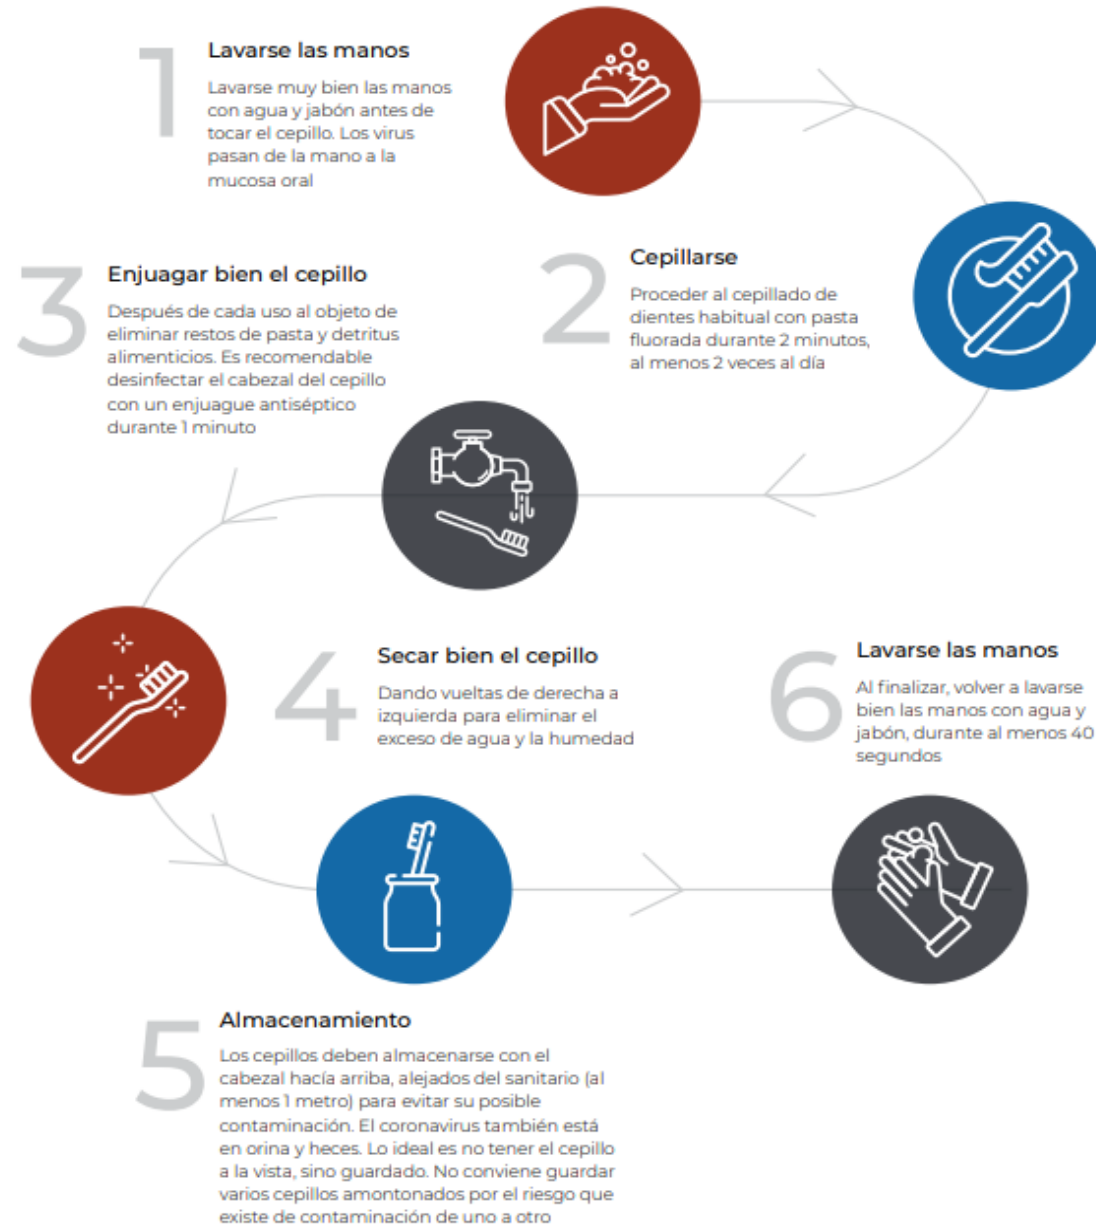 1
Lavarse las manos
Lavarse muy bien las manos
con agua y jabón antes de
tocar el cepillo. Los virus
pasan de la mano a la
mucosa oral
2
Cepillarse
Proceder al cepillado de
dientes habitual con pasta
fluorada durante 2 minutos,
al menos 2 veces al día
3
Enjuagar bien el cepillo
Después de cada uso al objeto de
eliminar restos de pasta y detritus
alimenticios. Es recomendable
desinfectar el cabezal del cepillo
con un enjuague antiséptico
durante 1 minuto
4
Secar bien el cepillo
Dando vueltas de derecha a
izquierda para eliminar el
exceso de agua y la humedad
5
Almacenamiento
Los cepillos deben almacenarse con el
cabezal hacía arriba, alejados del sanitario (al
menos 1 metro) para evitar su posible
contaminación. El coronavirus también está
en orina y heces. Lo ideal es no tener el cepillo
a la vista, sino guardado. No conviene guardar
varios cepillos amontonados por el riesgo que
existe de contaminación de uno a otro
6
Lavarse las manos
Al finalizar, volver a lavarse
bien las manos con agua y
jabón, durante al menos 40
segundos